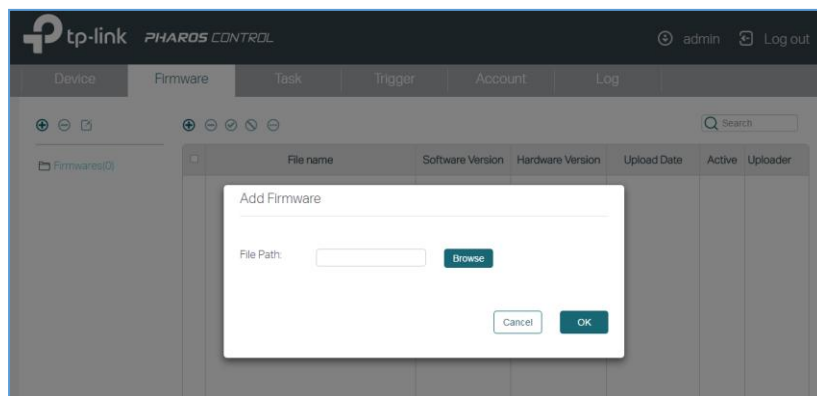 tp-link PHAROS CONTROL admin Log out
Device Firmware Task Trigger Account Log
Search
Firmwares(0)
File name Software Version Hardware Version Upload Date Active Uploader
Add Firmware
File Path: Browse
Cancel OK